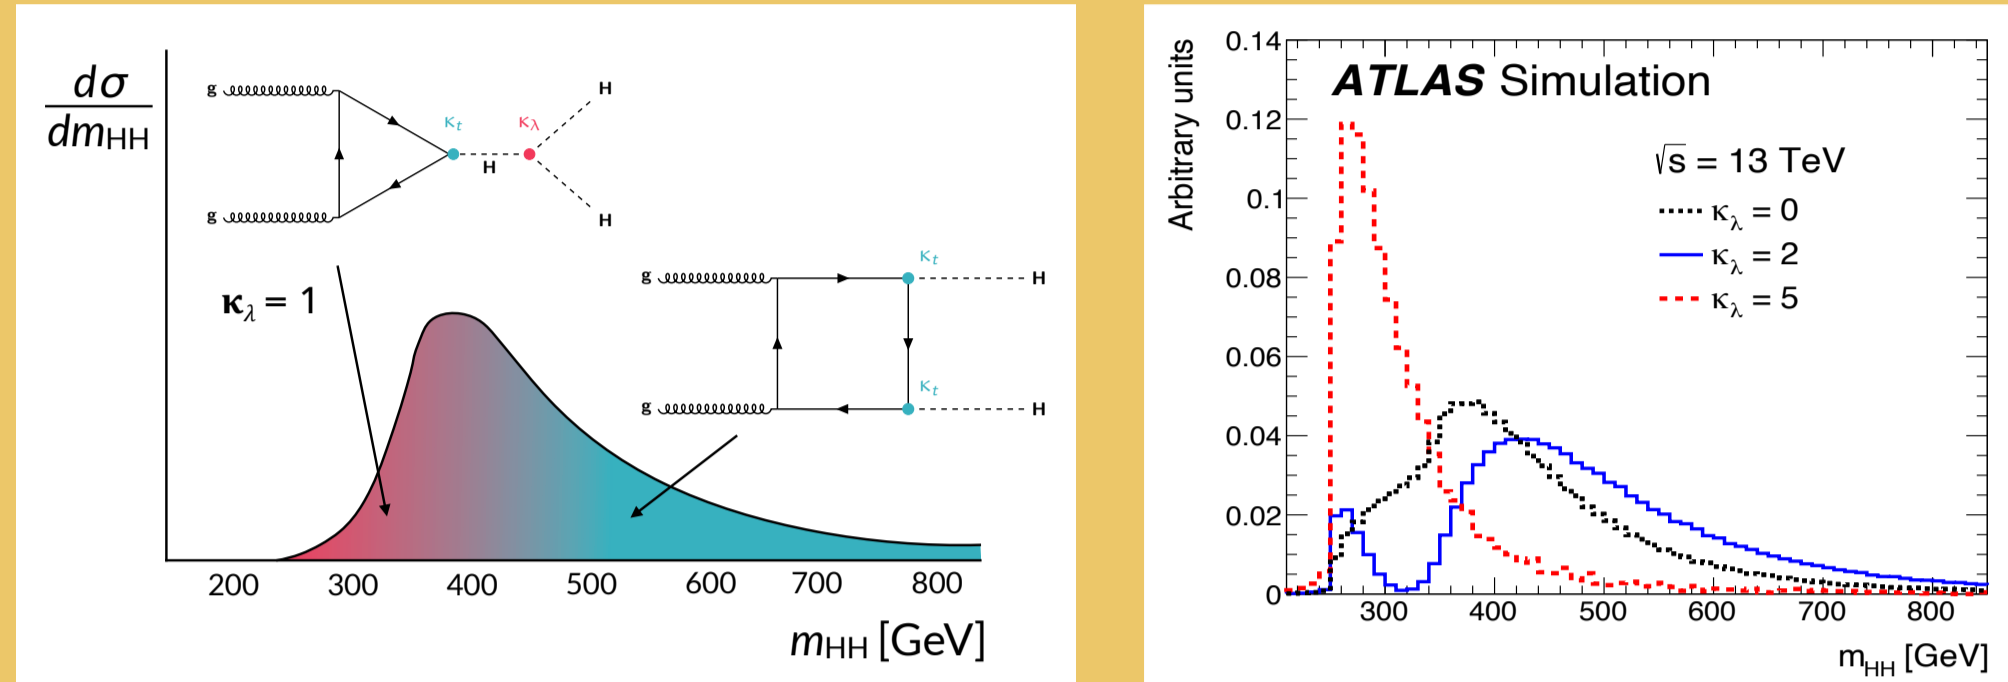 dσ
dmHH
g
κt
κλ
H
H
H
g
κλ = 1
g
κt
H
g
κt
H
200 300 400 500 600 700 800
mHH [GeV]
Arbitrary units
0.14
0.12
0.1
0.08
0.06
0.04
0.02
0
ATLAS Simulation
√s = 13 TeV
κλ = 0
κλ = 2
κλ = 5
300 400 500 600 700 800
mHH [GeV]